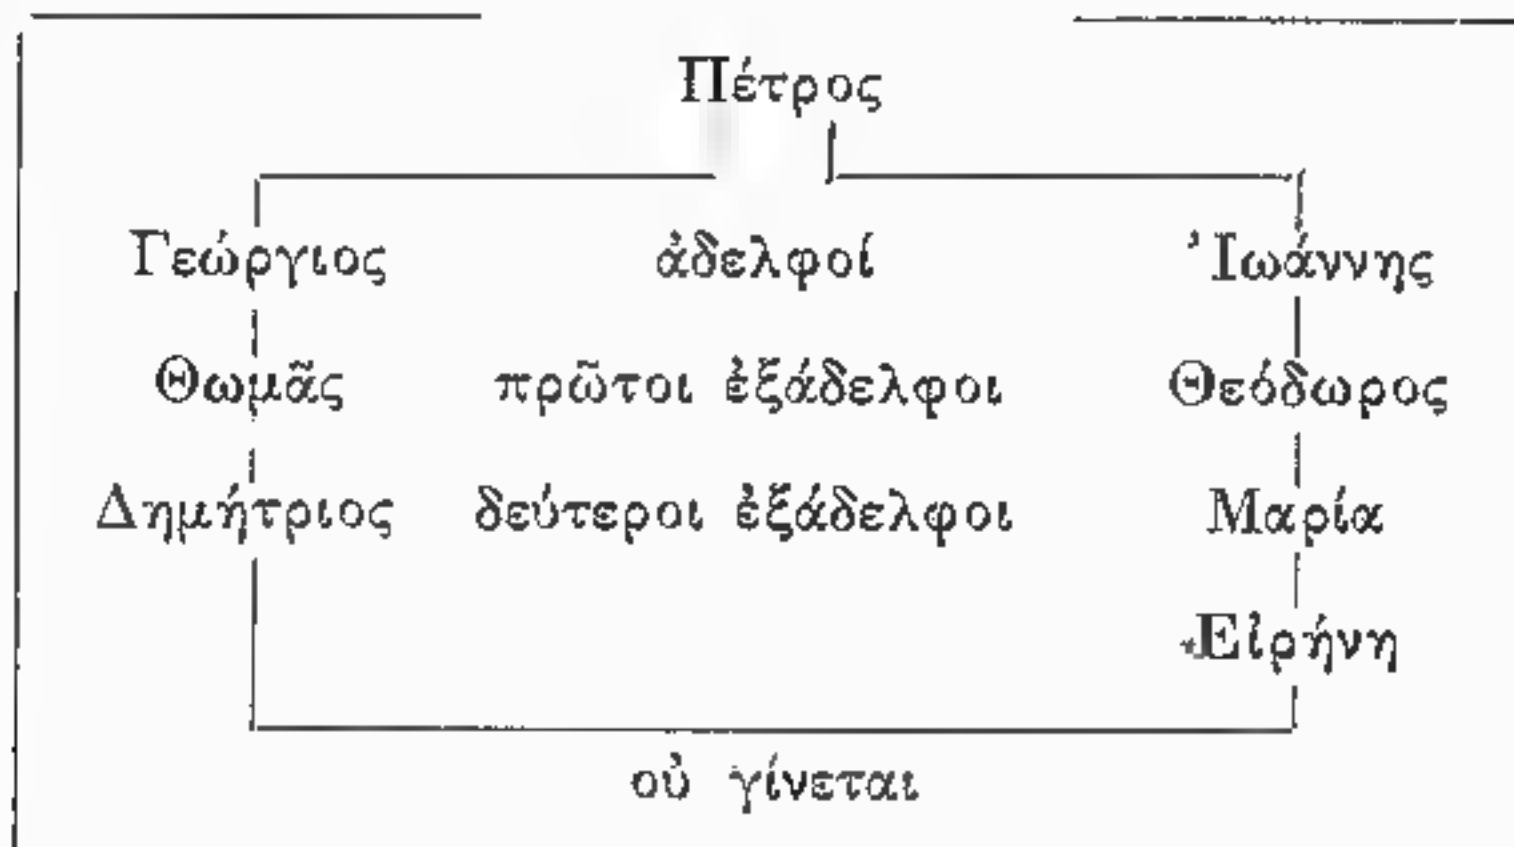 Πέτρος
Γεώργιος ἀδελφοί Ἰωάννης
Θωμᾶς πρῶτοι ἐξάδελφοι Θεόδωρος
Δημήτριος δεύτεροι ἐξάδελφοι Μαρία
Εἰρήνη
οὐ γίνεται